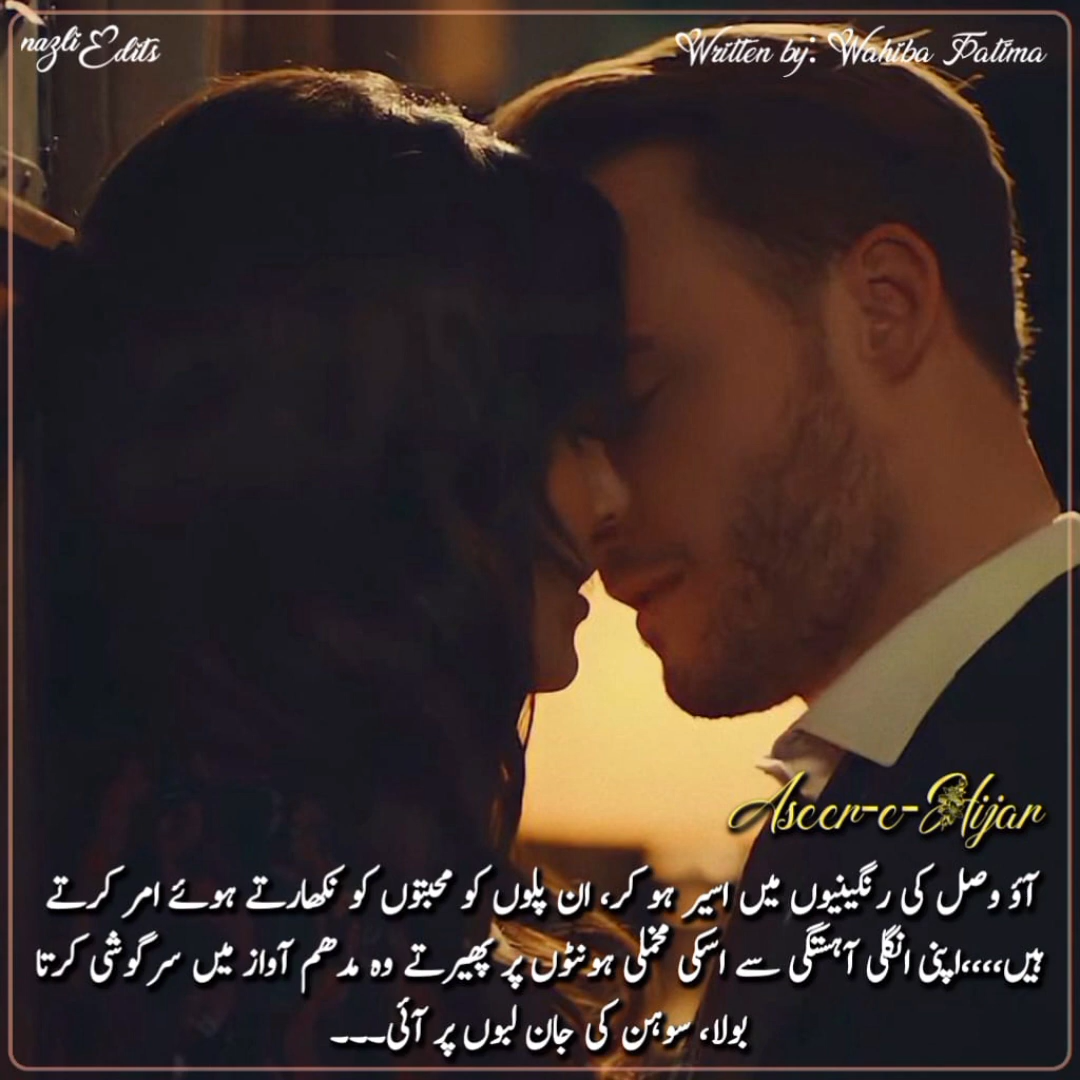 nazli Edits
Written by: Wahiba Fatima
Aseer-e-Hijar
آؤ وصل کی رنگینیوں میں اسیر ہو کر، ان پلوں کو محبتوں کو نکھارتے ہوئے امر کرتے
ہیں،،،،اپنی انگلی آہستگی سے اسکی مخملی ہونٹوں پر پھیرتے وہ مدھم آواز میں سرگوشی کرتا
بولا، سوہن کی جان لبوں پر آئی۔۔۔